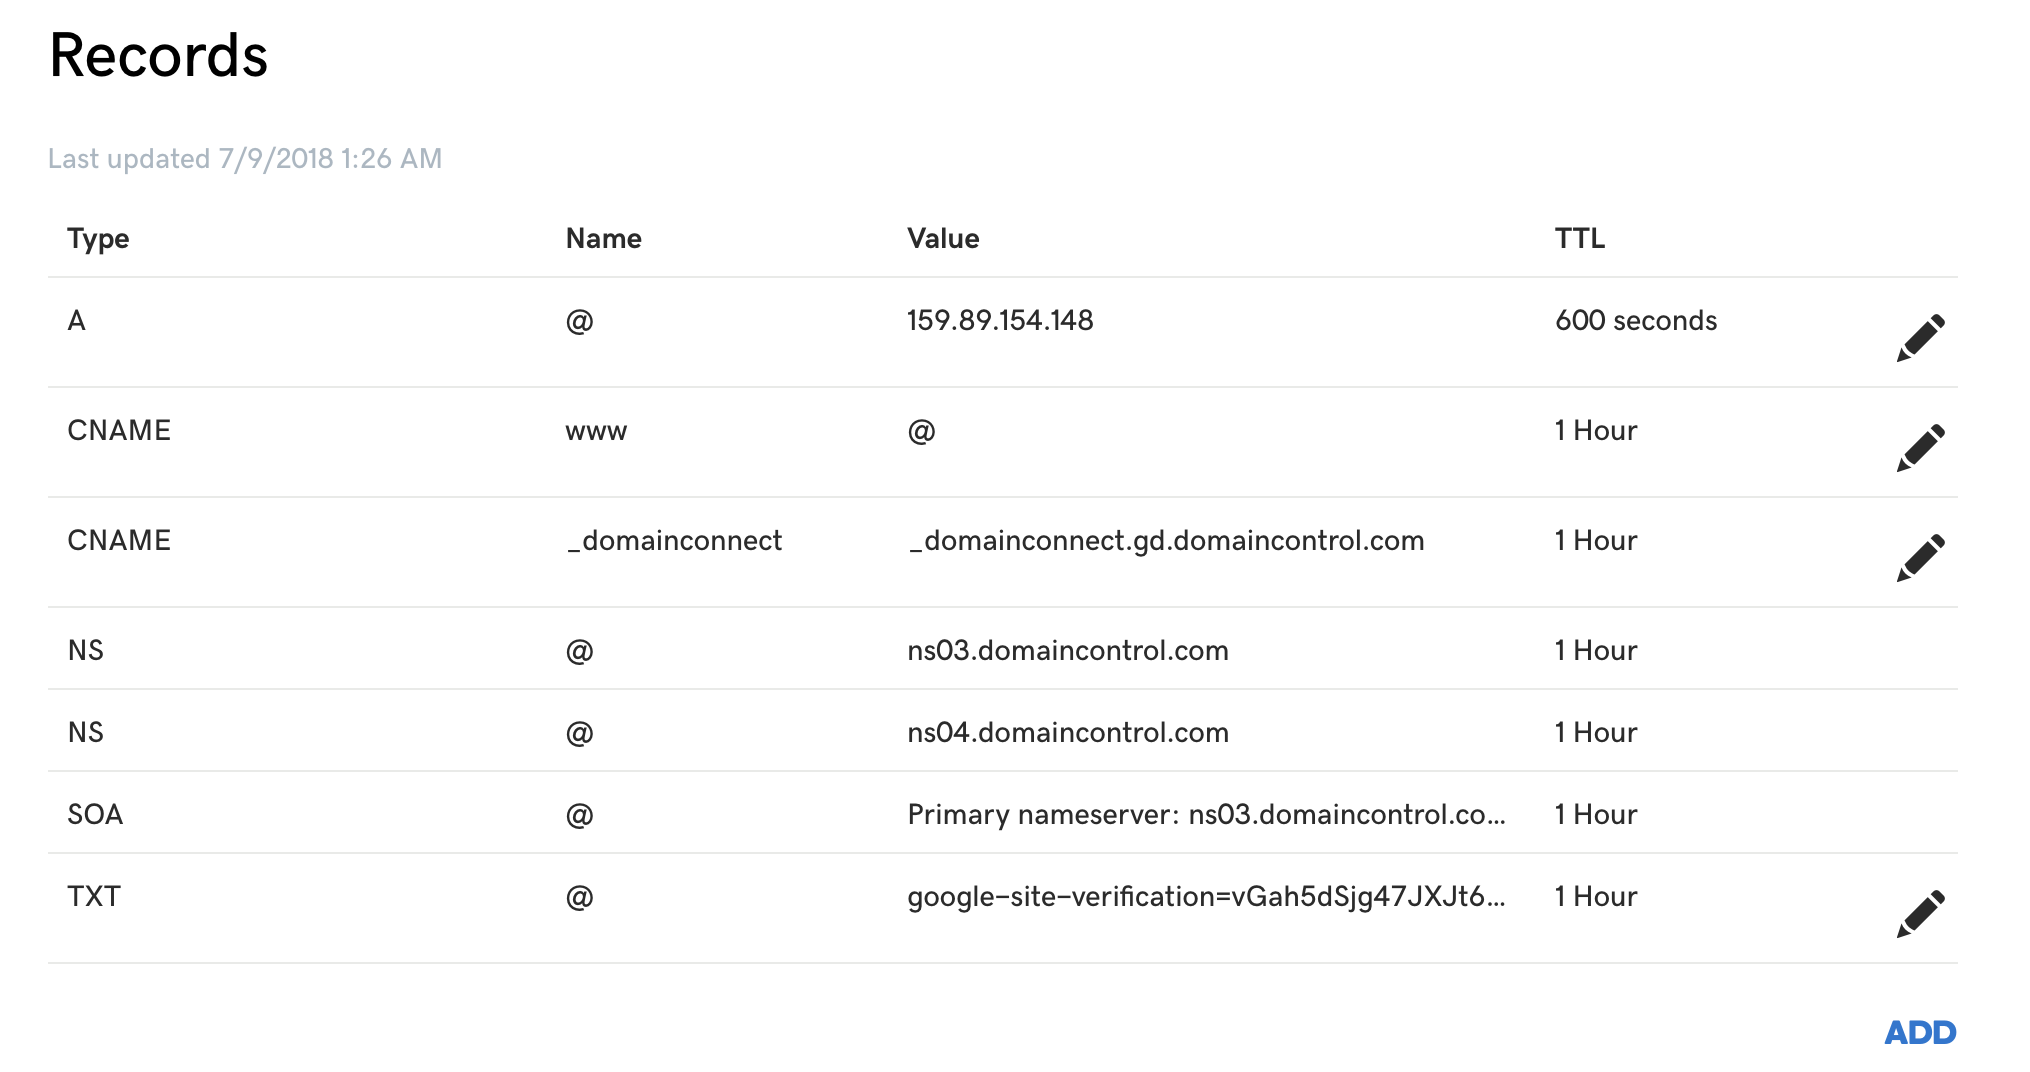 Records
Last updated 7/9/2018 1:26 AM
Type Name Value TTL
A @ 159.89.154.148 600 seconds
CNAME www @ 1 Hour
CNAME _domainconnect _domainconnect.gd.domaincontrol.com 1 Hour
NS @ ns03.domaincontrol.com 1 Hour
NS @ ns04.domaincontrol.com 1 Hour
SOA @ Primary nameserver: ns03.domaincontrol.co... 1 Hour
TXT @ google-site-verification=vGah5dSjg47JXJt6... 1 Hour
ADD